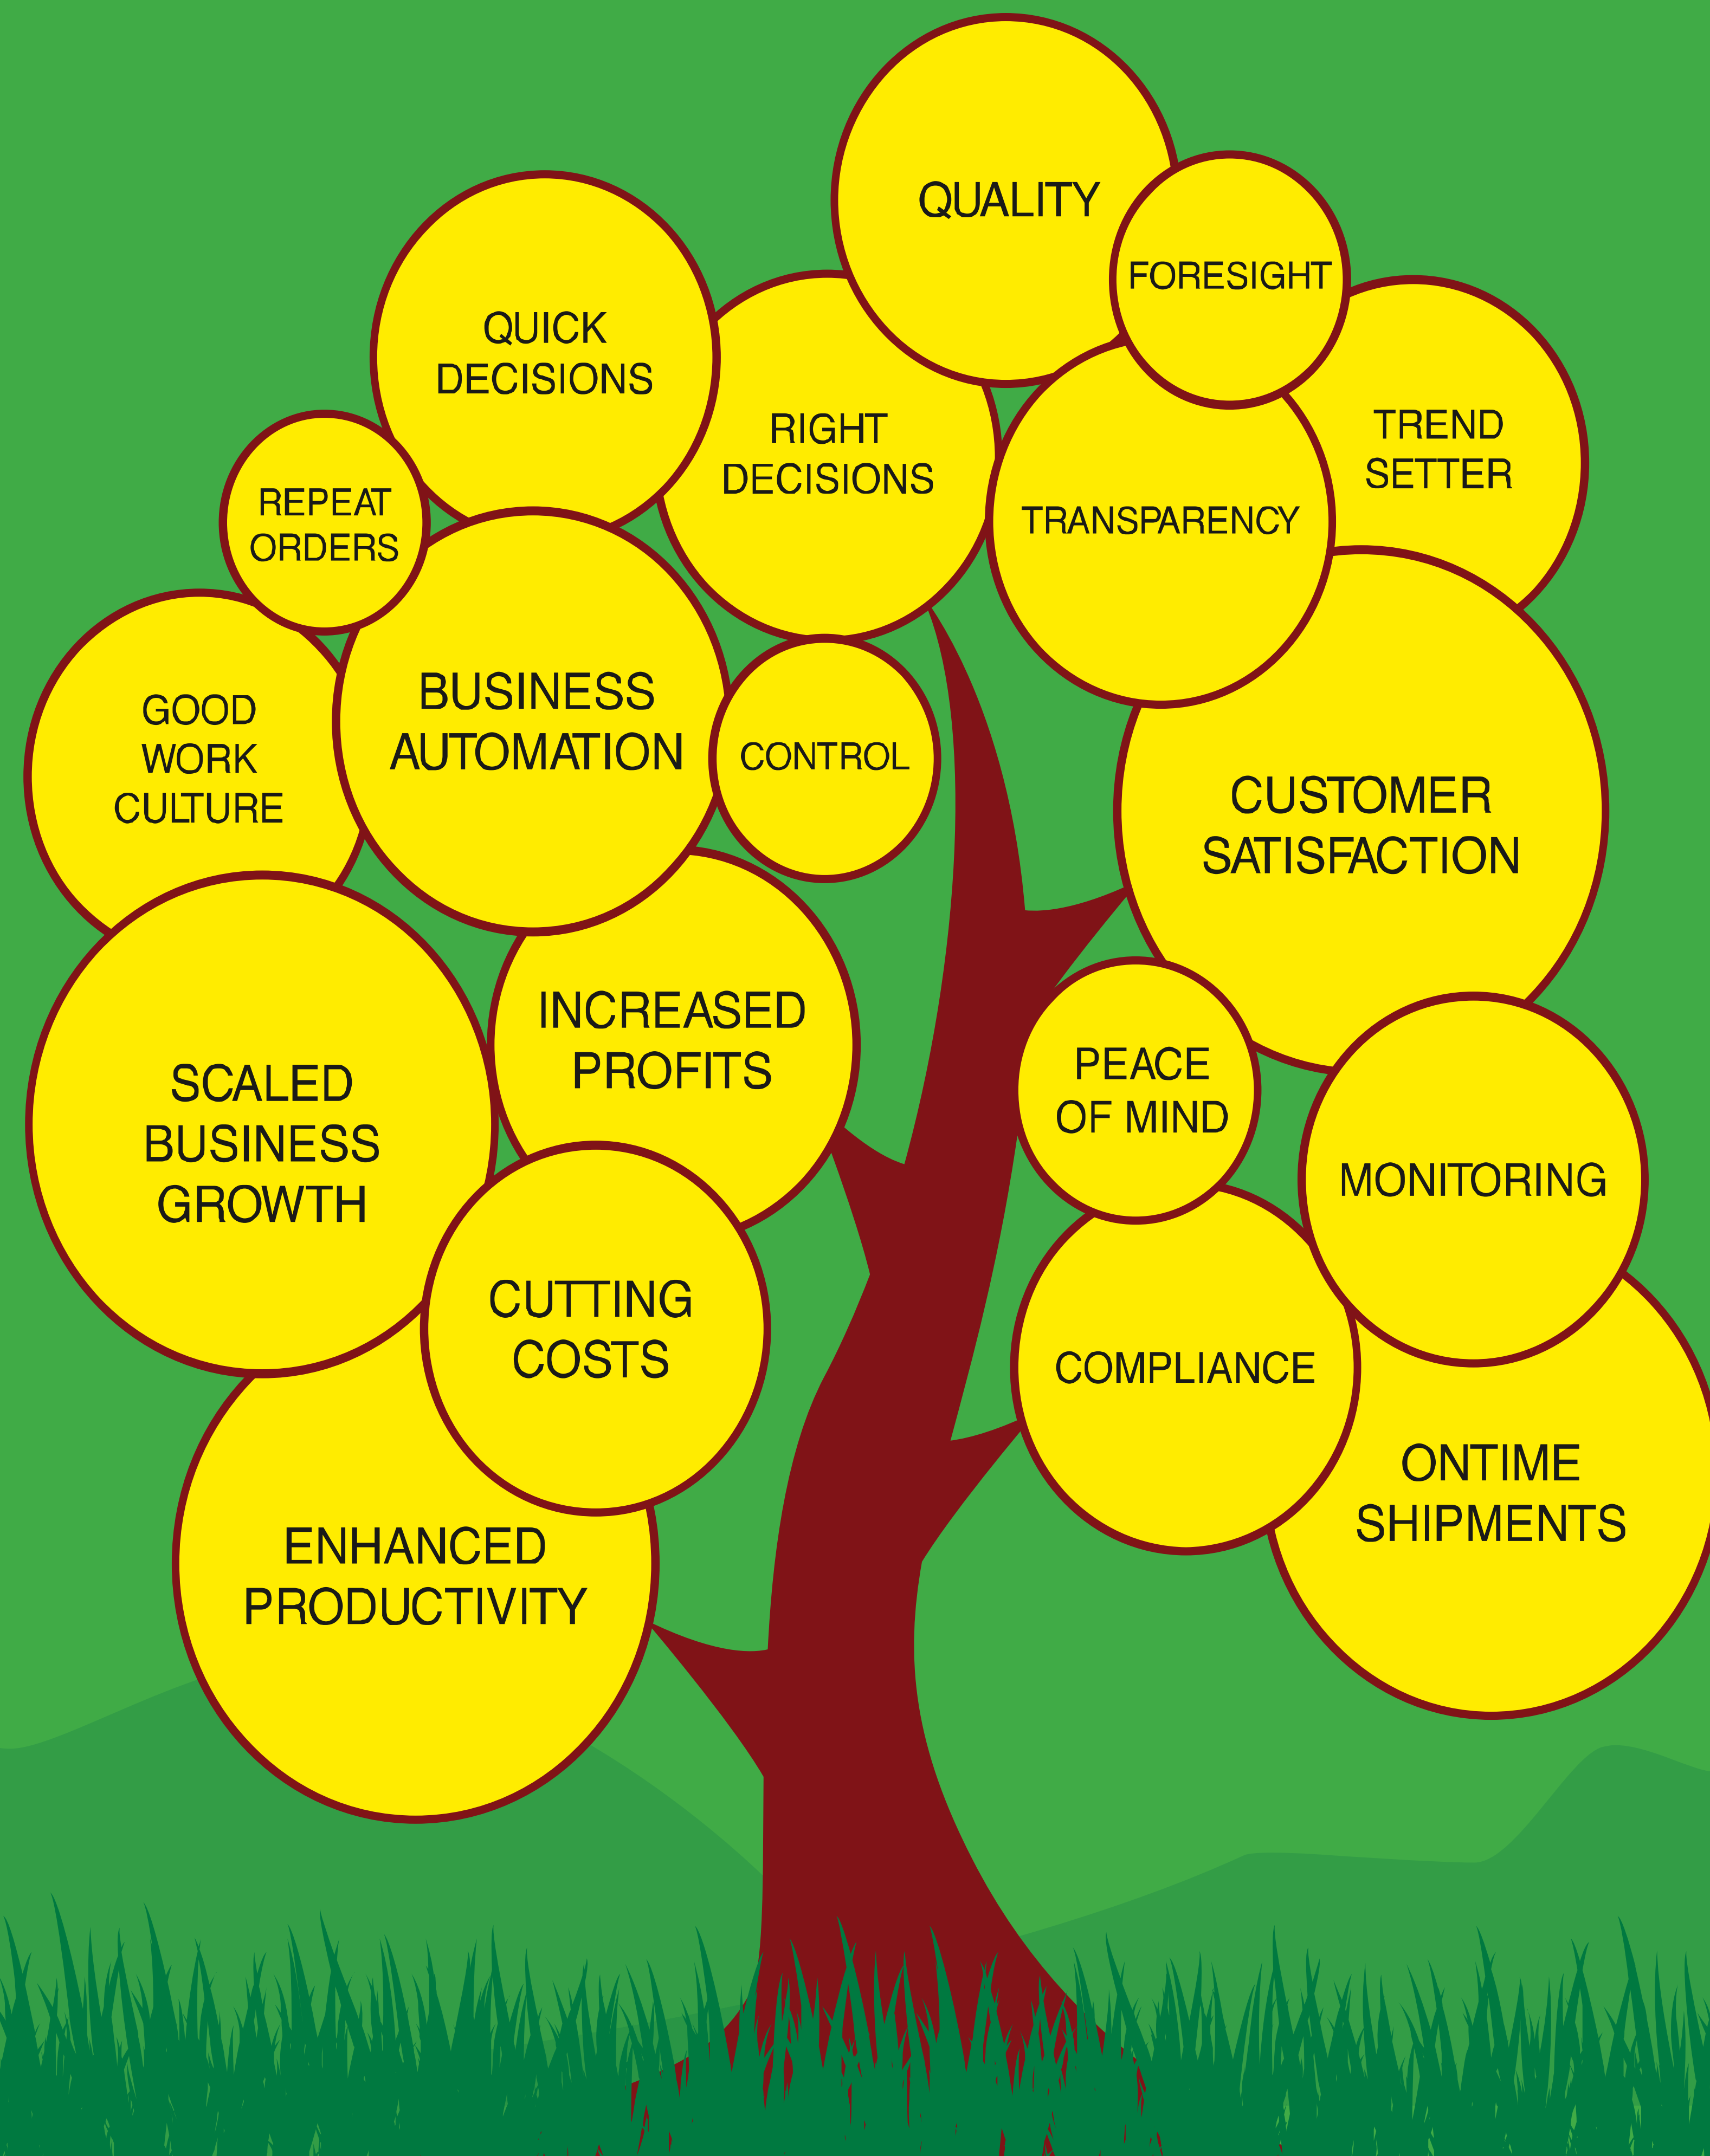 QUALITY
FORESIGHT
QUICK
DECISIONS
RIGHT
DECISIONS
TREND
SETTER
REPEAT
ORDERS
TRANSPARENCY
GOOD
WORK
CULTURE
BUSINESS
AUTOMATION
CONTROL
CUSTOMER
SATISFACTION
INCREASED
PROFITS
SCALED
BUSINESS
GROWTH
PEACE
OF MIND
MONITORING
CUTTING
COSTS
COMPLIANCE
ONTIME
SHIPMENTS
ENHANCED
PRODUCTIVITY